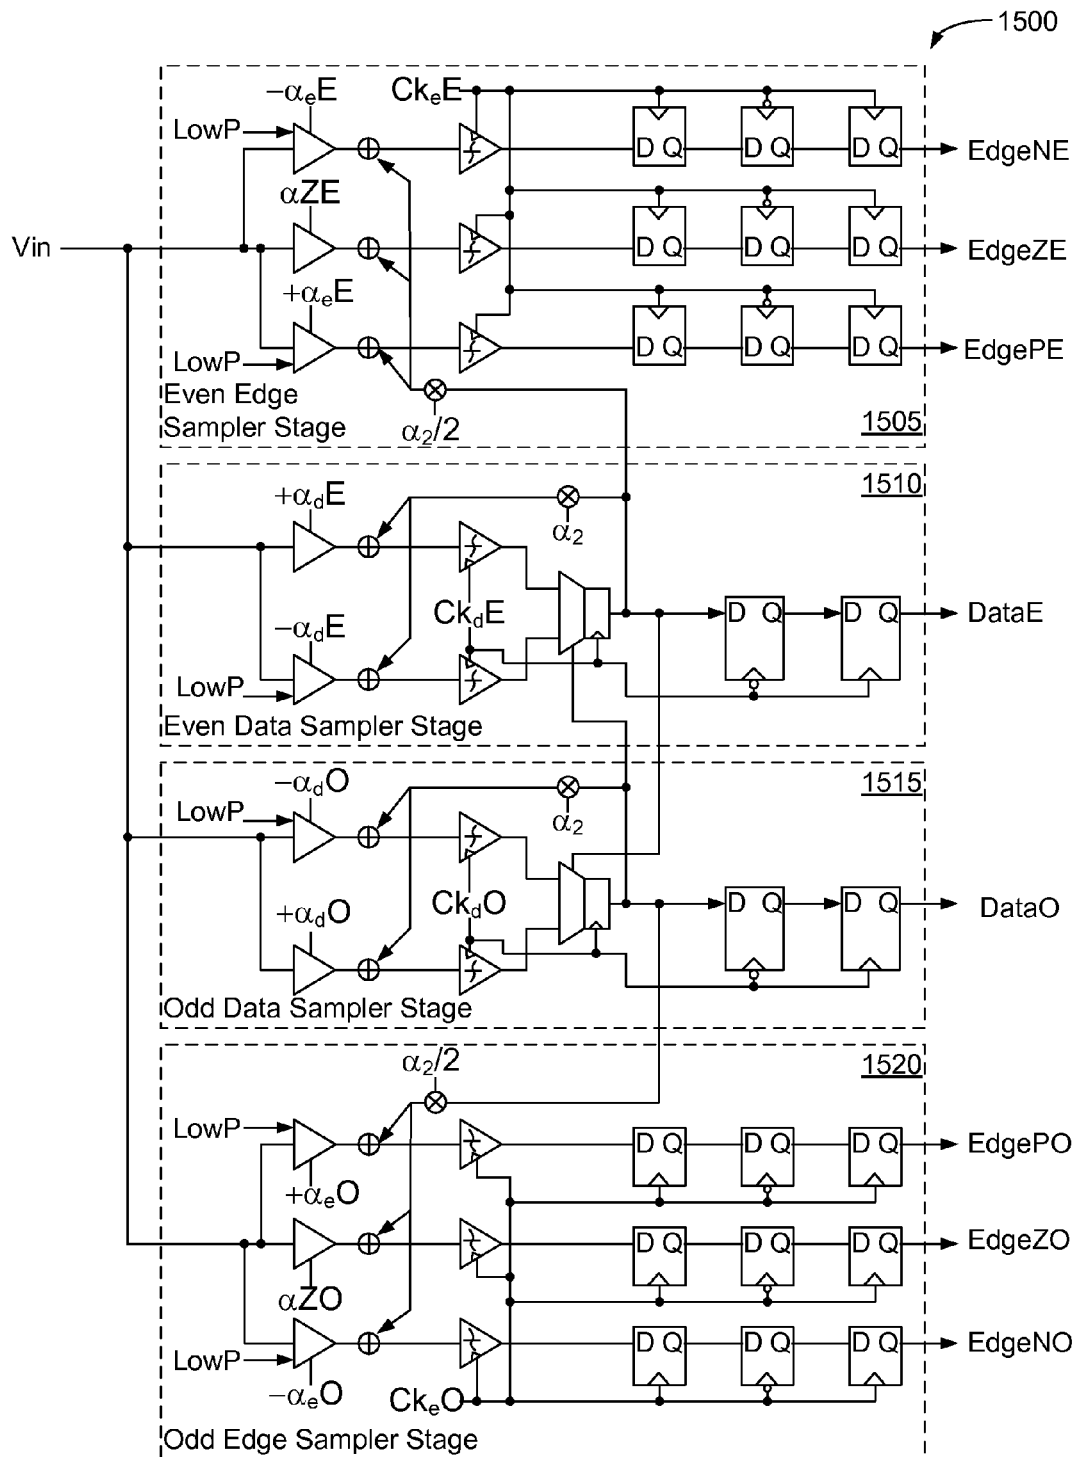 1500
−αeE
CkeE
LowP
D Q
D Q
D Q
EdgeNE
αZE
Vin
D Q
D Q
D Q
EdgeZE
+αeE
D Q
D Q
D Q
EdgePE
LowP
Even Edge
Sampler Stage
α2/2
1505
1510
+αdE
α2
CkdE
D Q
D Q
DataE
−αdE
LowP
Even Data Sampler Stage
1515
−αdO
LowP
α2
CkdO
D Q
D Q
DataO
+αdO
Odd Data Sampler Stage
α2/2
1520
LowP
D Q
D Q
D Q
EdgePO
+αeO
D Q
D Q
D Q
EdgeZO
αZO
D Q
D Q
D Q
EdgeNO
LowP
−αeO
CkeO
Odd Edge Sampler Stage